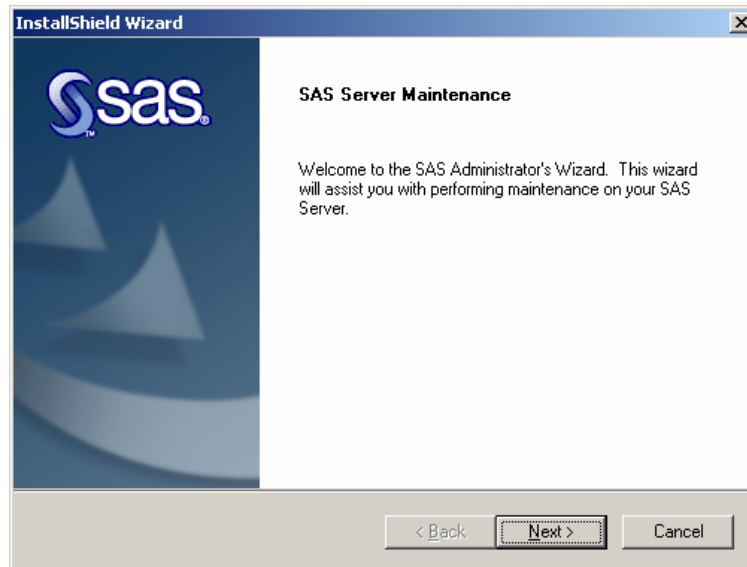 InstallShield Wizard
sas®
TM
SAS Server Maintenance
Welcome to the SAS Administrator's Wizard. This wizard
will assist you with performing maintenance on your SAS
Server.
< Back
Next >
Cancel